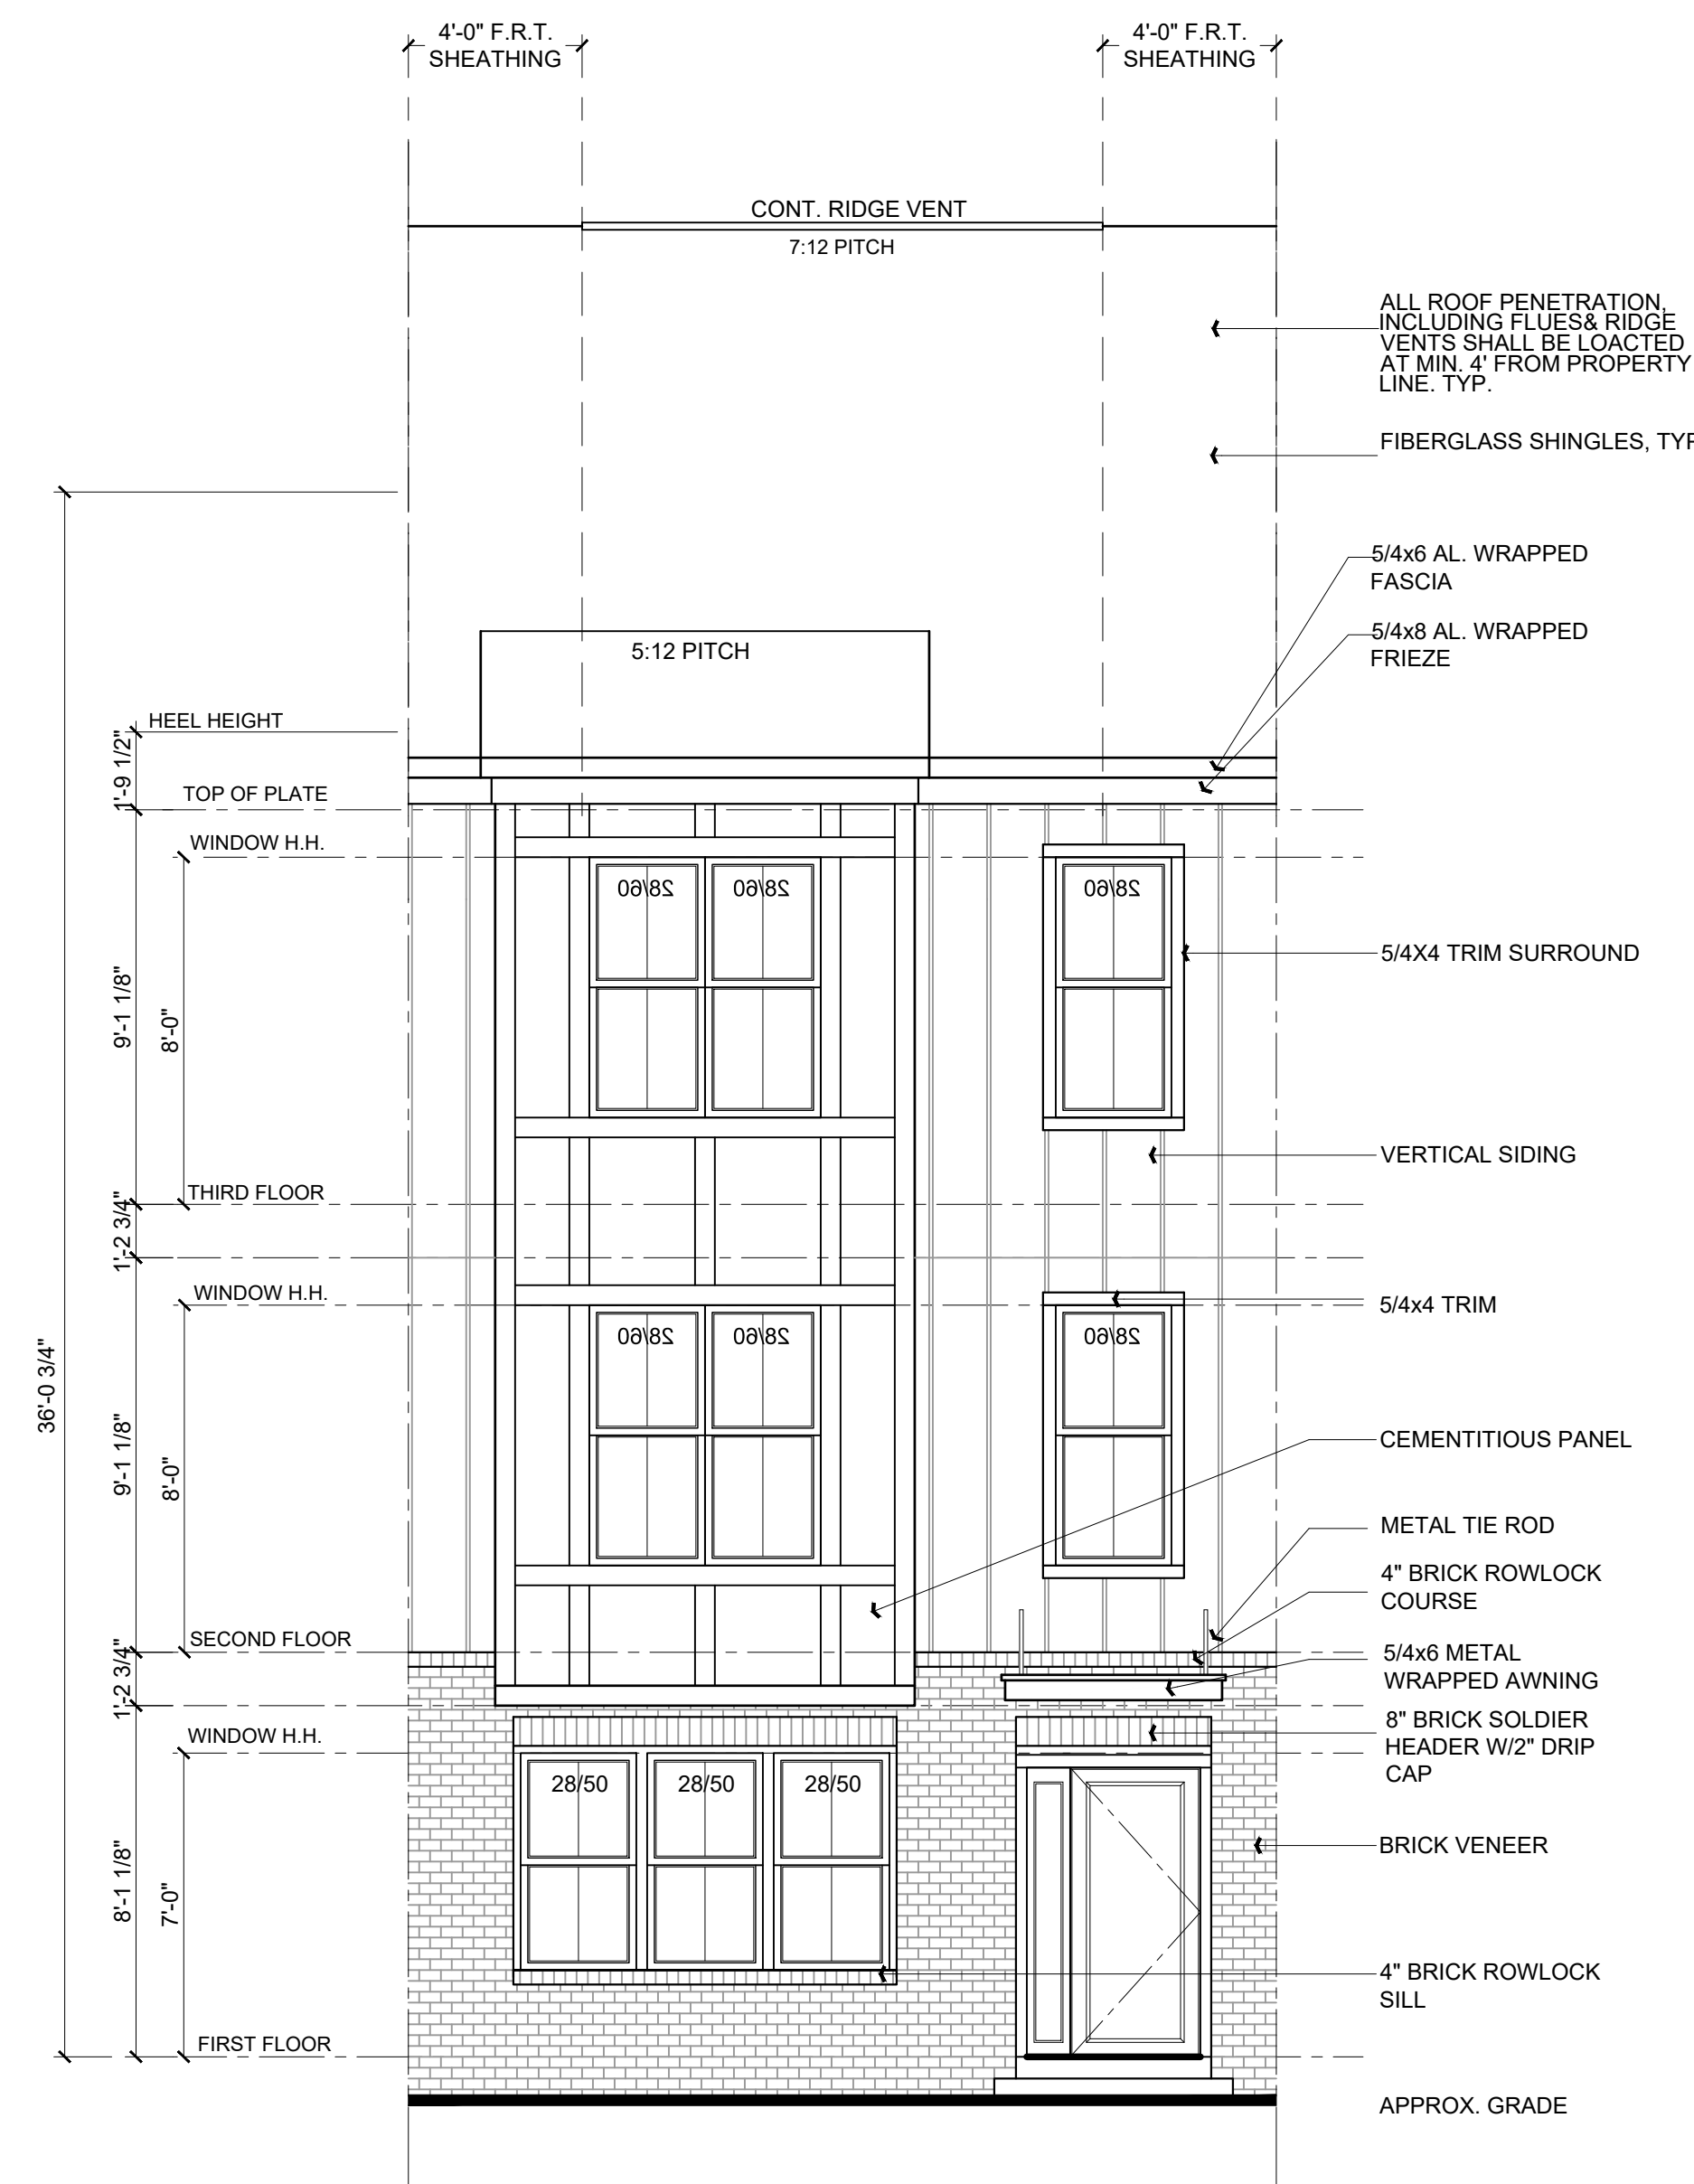 4'-0" F.R.T.
SHEATHING
4'-0" F.R.T.
SHEATHING
CONT. RIDGE VENT
7:12 PITCH
ALL ROOF PENETRATION,
INCLUDING FLUES& RIDGE
VENTS SHALL BE LOACTED
AT MIN. 4' FROM PROPERTY
LINE. TYP.
FIBERGLASS SHINGLES, TYP
5/4x6 AL. WRAPPED
FASCIA
5/4x8 AL. WRAPPED
FRIEZE
5:12 PITCH
HEEL HEIGHT
1'-9 1/2"
TOP OF PLATE
WINDOW H.H.
28/60
28/60
28/60
5/4X4 TRIM SURROUND
9'-1 1/8"
8'-0"
VERTICAL SIDING
THIRD FLOOR
1'-2 3/4"
WINDOW H.H.
5/4x4 TRIM
28/60
28/60
28/60
36'-0 3/4"
9'-1 1/8"
8'-0"
CEMENTITIOUS PANEL
METAL TIE ROD
4" BRICK ROWLOCK
COURSE
SECOND FLOOR
1'-2 3/4"
5/4x6 METAL
WRAPPED AWNING
8" BRICK SOLDIER
HEADER W/2" DRIP
CAP
WINDOW H.H.
28/50
28/50
28/50
BRICK VENEER
8'-1 1/8"
7'-0"
4" BRICK ROWLOCK
SILL
FIRST FLOOR
APPROX. GRADE